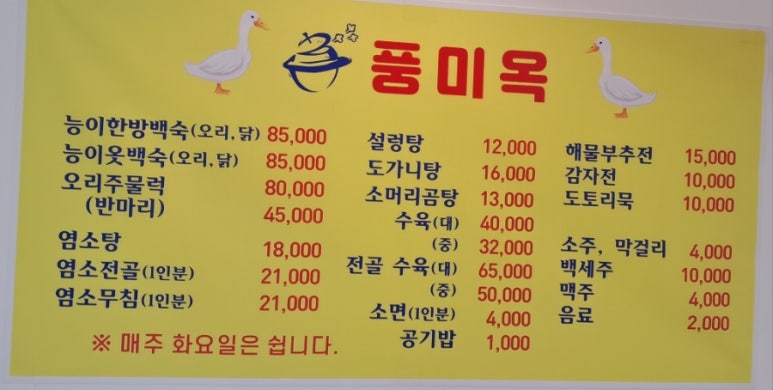 풍미옥
능이한방백숙(오리,닭) 85,000
능이옻백숙(오리,닭) 85,000
오리주물럭 80,000
(반마리) 45,000
염소탕 18,000
염소전골(1인분) 21,000
염소무침(1인분) 21,000
※ 매주 화요일은 쉽니다.
설렁탕 12,000
도가니탕 16,000
소머리곰탕 13,000
수육(대) 40,000
(중) 32,000
전골 수육(대) 65,000
(중) 50,000
소면(1인분) 4,000
공기밥 1,000
해물부추전 15,000
감자전 10,000
도토리묵 10,000
소주, 막걸리 4,000
백세주 10,000
맥주 4,000
음료 2,000